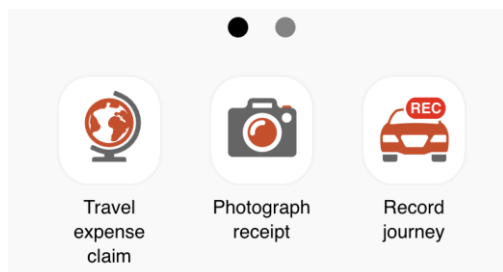 REC
Travel
expense
claim
Photograph
receipt
Record
journey